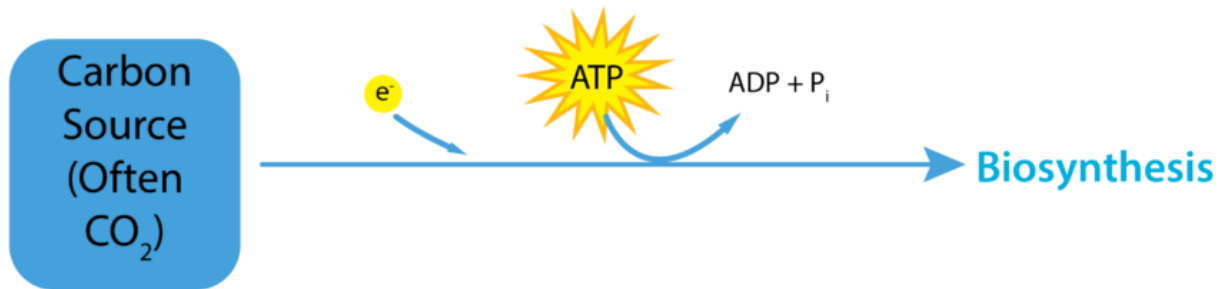 Carbon
Source
(Often
CO₂)
e⁻
ATP
ADP + Pᵢ
Biosynthesis